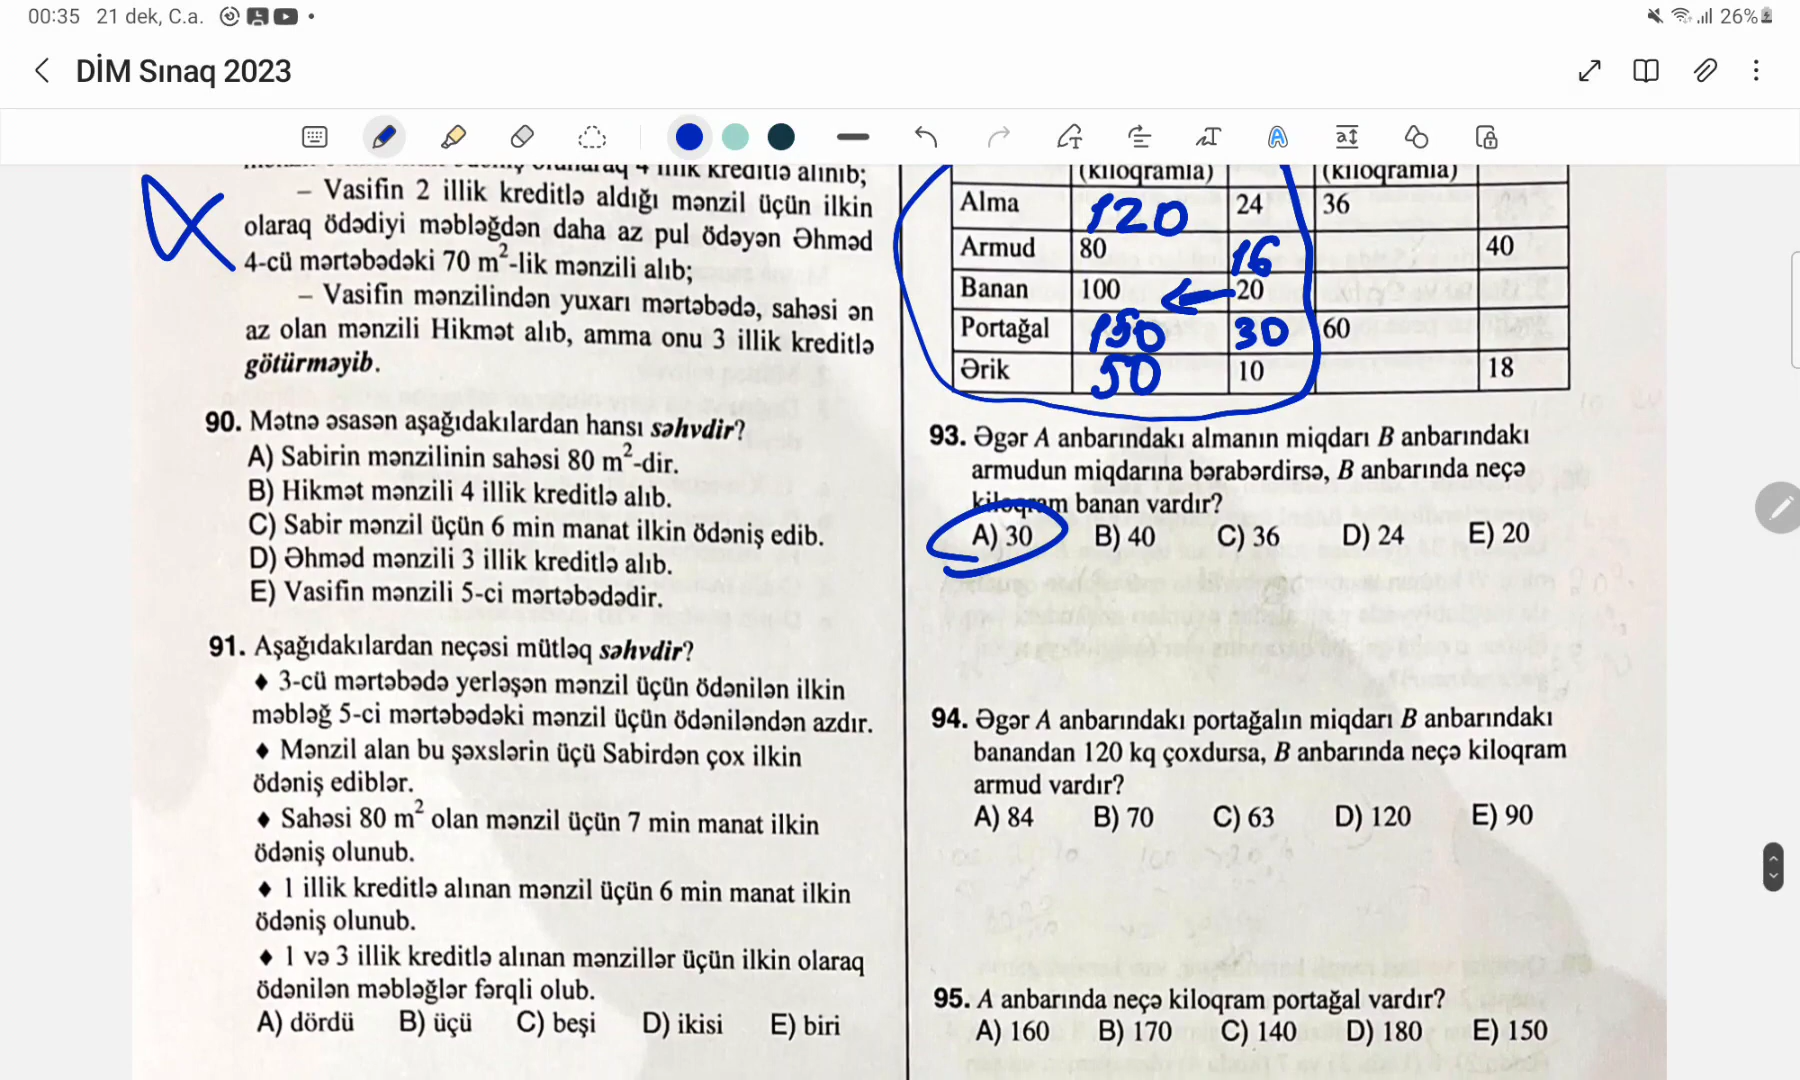 00:35 21 dek, C.a.
26%
DİM Sınaq 2023
kreditlə alınıb;
– Vasifin 2 illik kreditlə aldığı mənzil üçün ilkin
olaraq ödədiyi məbləğdən daha az pul ödəyən Əhməd
4-cü mərtəbədəki 70 m²-lik mənzili alıb;
– Vasifin mənzilindən yuxarı mərtəbədə, sahəsi ən
az olan mənzili Hikmət alıb, amma onu 3 illik kreditlə
götürməyib.
90. Mətnə əsasən aşağıdakılardan hansı səhvdir?
A) Sabirin mənzilinin sahəsi 80 m²-dir.
B) Hikmət mənzili 4 illik kreditlə alıb.
C) Sabir mənzil üçün 6 min manat ilkin ödəniş edib.
D) Əhməd mənzili 3 illik kreditlə alıb.
E) Vasifin mənzili 5-ci mərtəbədədir.
91. Aşağıdakılardan neçəsi mütləq səhvdir?
♦ 3-cü mərtəbədə yerləşən mənzil üçün ödənilən ilkin
məbləğ 5-ci mərtəbədəki mənzil üçün ödəniləndən azdır.
♦ Mənzil alan bu şəxslərin üçü Sabirdən çox ilkin
ödəniş ediblər.
♦ Sahəsi 80 m² olan mənzil üçün 7 min manat ilkin
ödəniş olunub.
♦ 1 illik kreditlə alınan mənzil üçün 6 min manat ilkin
ödəniş olunub.
♦ 1 və 3 illik kreditlə alınan mənzillər üçün ilkin olaraq
ödənilən məbləğlər fərqli olub.
A) dördü B) üçü C) beşi D) ikisi E) biri
(kiloqramla) (kiloqramla)
Alma 120 24 36
Armud 80 16 40
Banan 100 20
Portağal 150 30 60
Ərik 50 10 18
93. Əgər A anbarındakı almanın miqdarı B anbarındakı
armudun miqdarına bərabərdirsə, B anbarında neçə
kiloqram banan vardır?
A) 30 B) 40 C) 36 D) 24 E) 20
94. Əgər A anbarındakı portağalın miqdarı B anbarındakı
banandan 120 kq çoxdursa, B anbarında neçə kiloqram
armud vardır?
A) 84 B) 70 C) 63 D) 120 E) 90
95. A anbarında neçə kiloqram portağal vardır?
A) 160 B) 170 C) 140 D) 180 E) 150